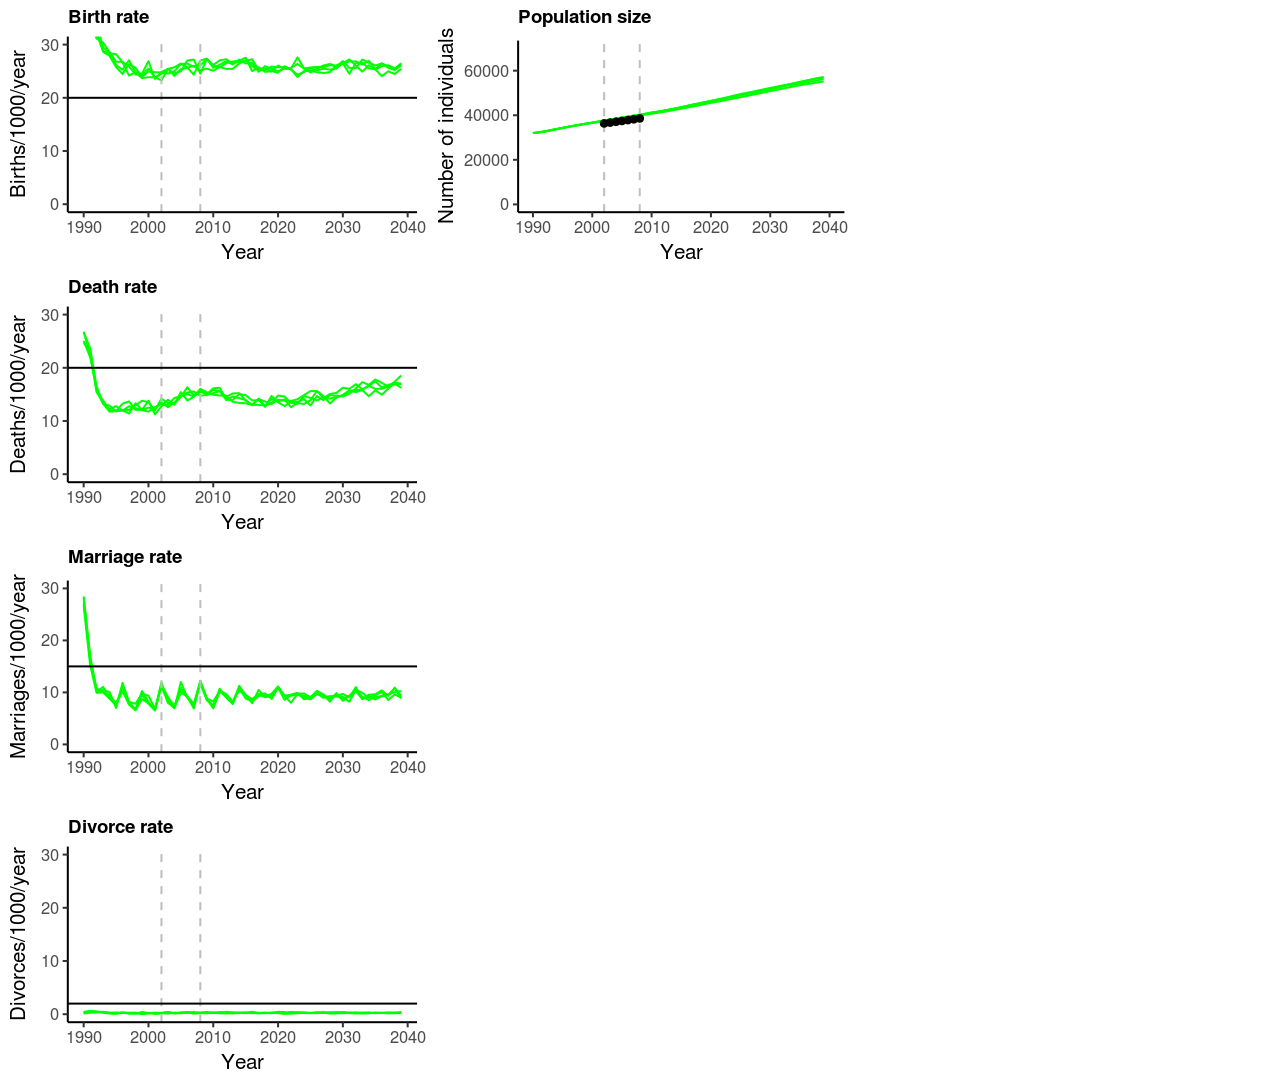 Birth rate
Births/1000/year
30
20
10
0
1990 2000 2010 2020 2030 2040
Year
Population size
Number of individuals
60000
40000
20000
0
1990 2000 2010 2020 2030 2040
Year
Death rate
Deaths/1000/year
30
20
10
0
1990 2000 2010 2020 2030 2040
Year
Marriage rate
Marriages/1000/year
30
20
10
0
1990 2000 2010 2020 2030 2040
Year
Divorce rate
Divorces/1000/year
30
20
10
0
1990 2000 2010 2020 2030 2040
Year